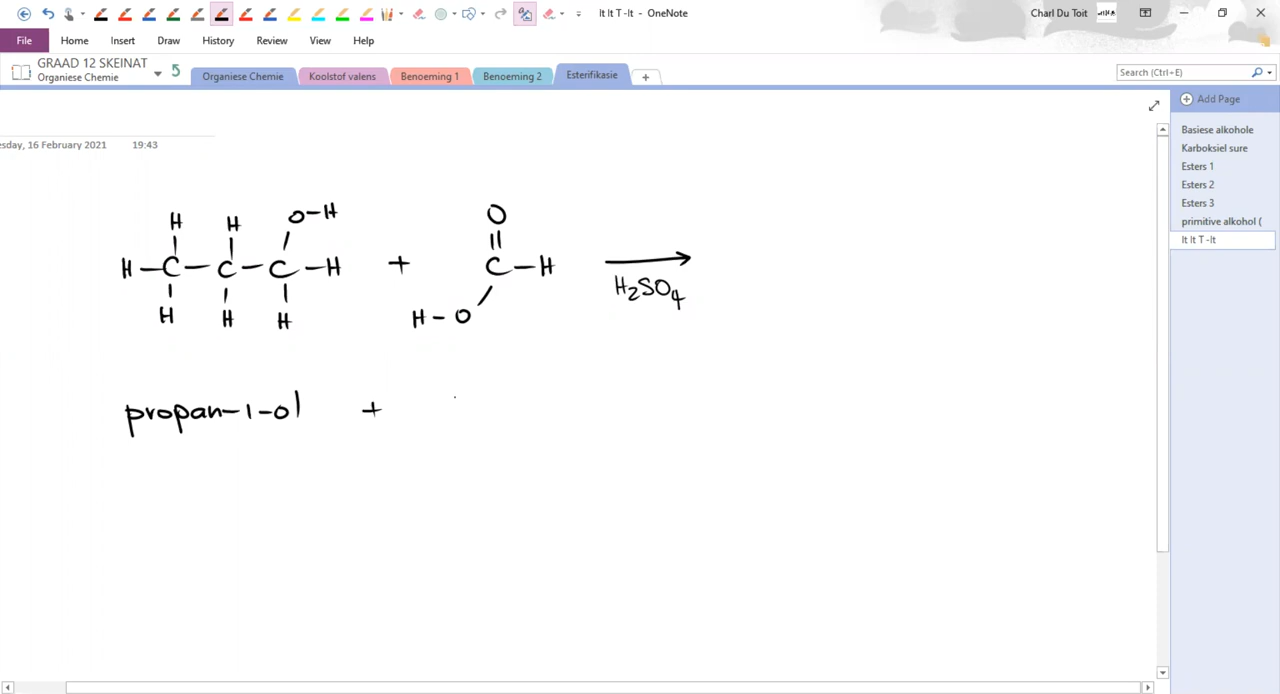 It It T -It - OneNote
Charl Du Toit
File Home Insert Draw History Review View Help
GRAAD 12 SKEINAT
Organiese Chemie
Organiese Chemie Koolstof valens Benoeming 1 Benoeming 2 Esterifikasie +
Search (Ctrl+E)
Add Page
Basiese alkohole
Karboksiel sure
Esters 1
Esters 2
Esters 3
primitive alkohol (
It It T -It
sday, 16 February 2021 19:43
H H O-H O
H-C-C-C-H + C-H
H H H H-O
H₂SO₄
propan-1-ol +